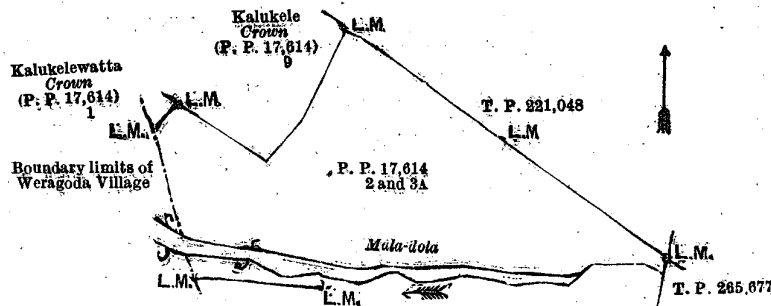 Kalukele
Crown
(P. P. 17,614)
9
L.M.
Kalukelewatta
Crown
(P. P. 17,614)
1
L.M.
L.M.
T. P. 221,048
L.M
Boundary limits of
Weragoda Village
P. P. 17,614
2 and 3A
Mala-dola
L.M.
L.M.
L.M.
T. P. 265,677